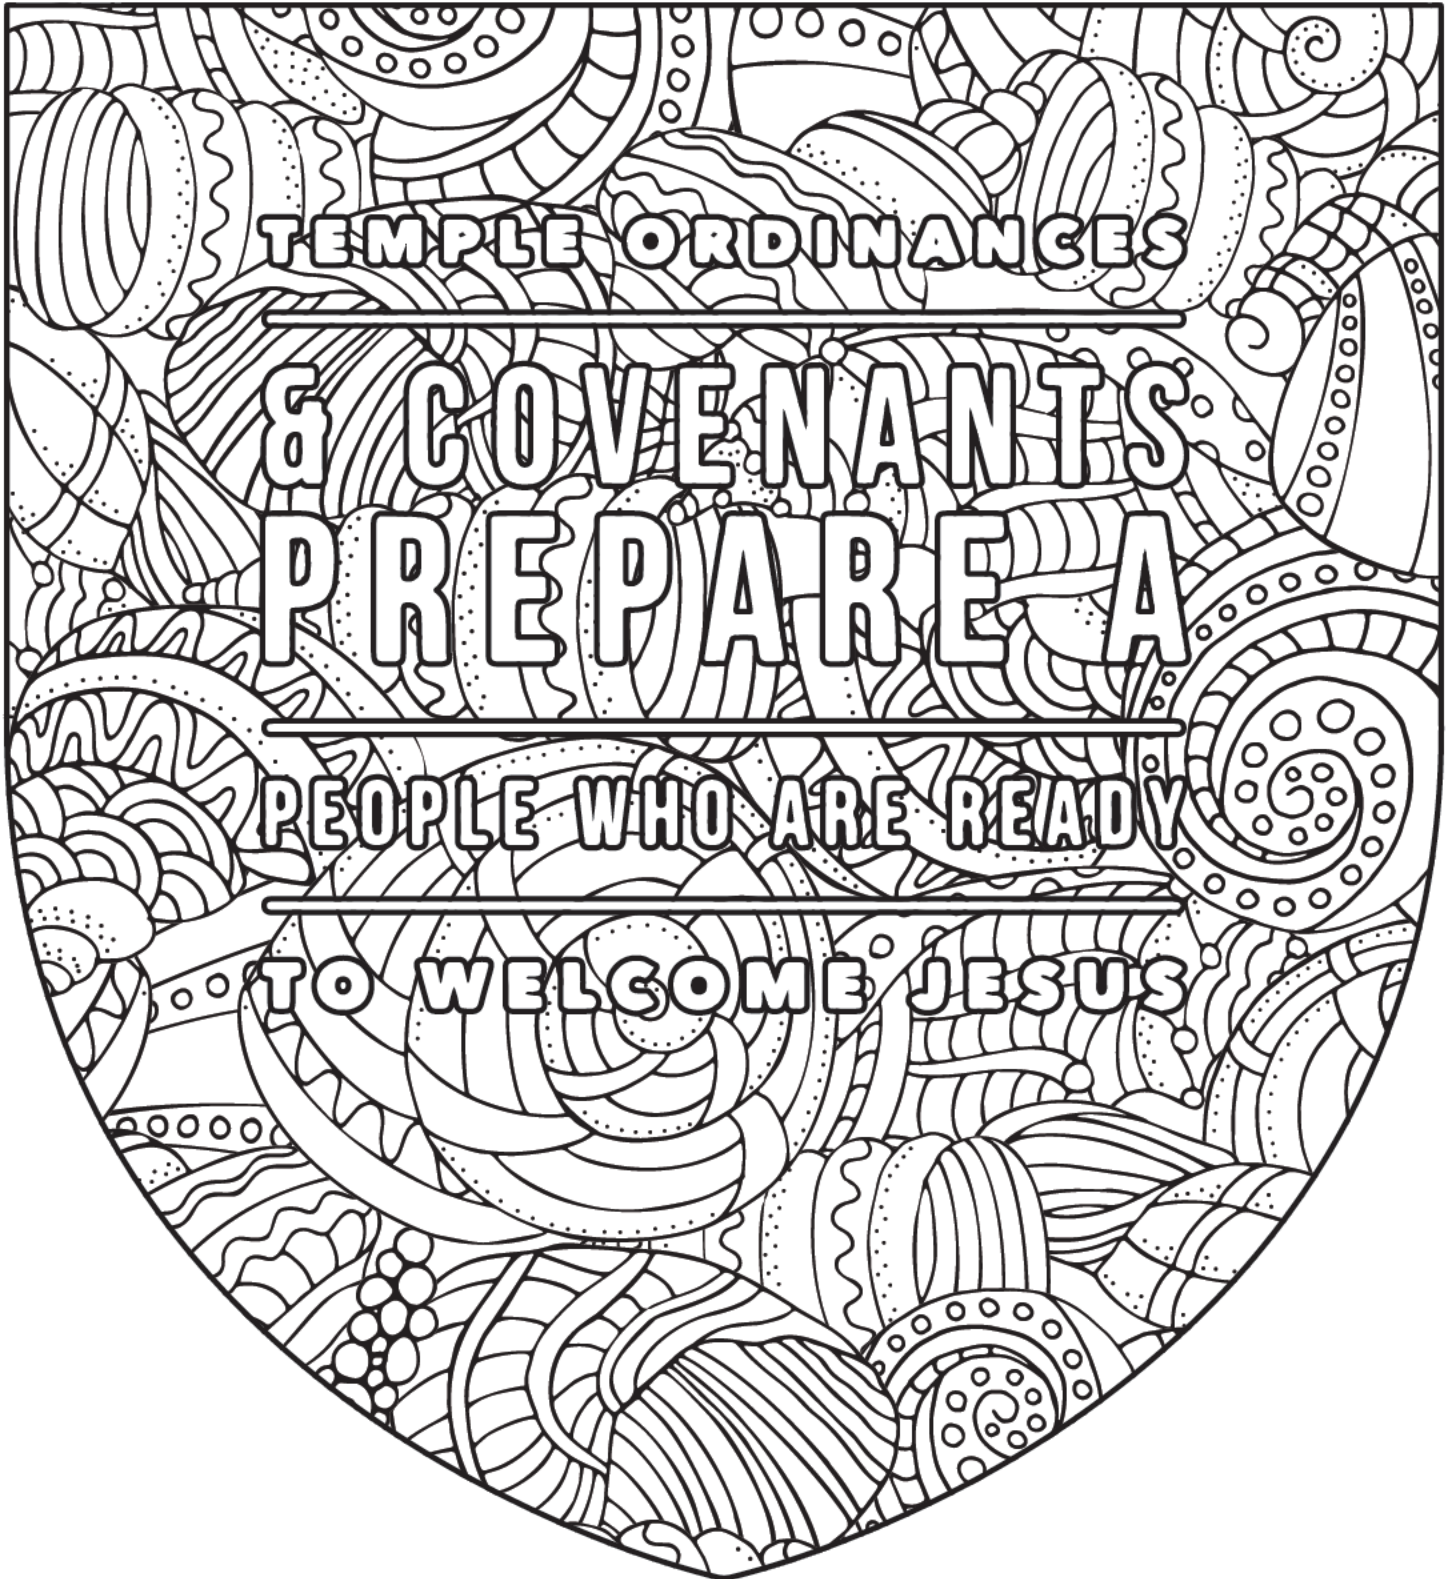 TEMPLE ORDINANCES
& COVENANTS
PREPARE A
PEOPLE WHO ARE READY
TO WELCOME JESUS